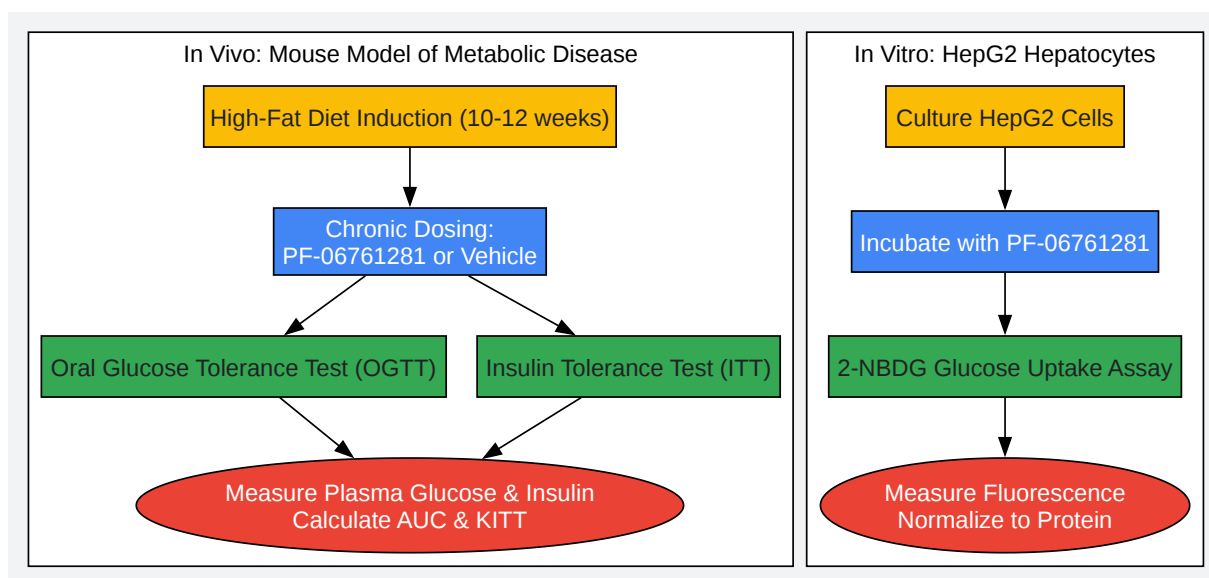 In Vivo: Mouse Model of Metabolic Disease
High-Fat Diet Induction (10-12 weeks)
Chronic Dosing:
PF-06761281 or Vehicle
Oral Glucose Tolerance Test (OGTT)
Insulin Tolerance Test (ITT)
Measure Plasma Glucose & Insulin
Calculate AUC & KITT
In Vitro: HepG2 Hepatocytes
Culture HepG2 Cells
Incubate with PF-06761281
2-NBDG Glucose Uptake Assay
Measure Fluorescence
Normalize to Protein